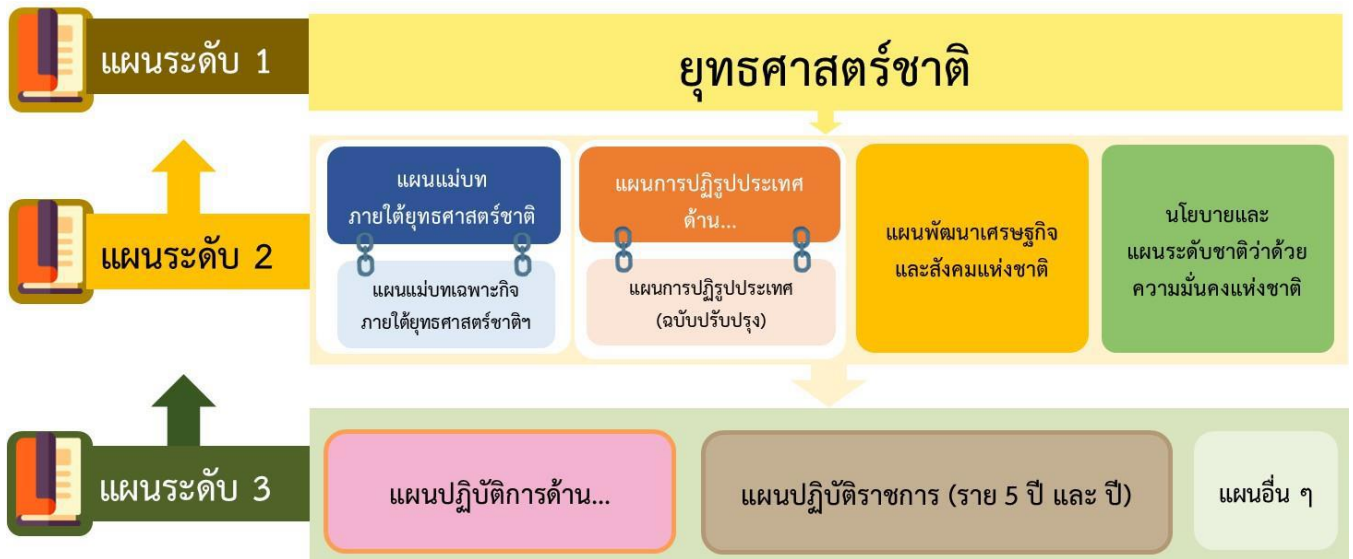 แผนระดับ 1
ยุทธศาสตร์ชาติ
แผนระดับ 2
แผนแม่บท
ภายใต้ยุทธศาสตร์ชาติ
แผนแม่บทเฉพาะกิจ
ภายใต้ยุทธศาสตร์ชาติฯ
แผนการปฏิรูปประเทศ
ด้าน...
แผนการปฏิรูปประเทศ
(ฉบับปรับปรุง)
แผนพัฒนาเศรษฐกิจ
และสังคมแห่งชาติ
นโยบายและ
แผนระดับชาติว่าด้วย
ความมั่นคงแห่งชาติ
แผนระดับ 3
แผนปฏิบัติการด้าน...
แผนปฏิบัติราชการ (ราย 5 ปี และ ปี)
แผนอื่น ๆ